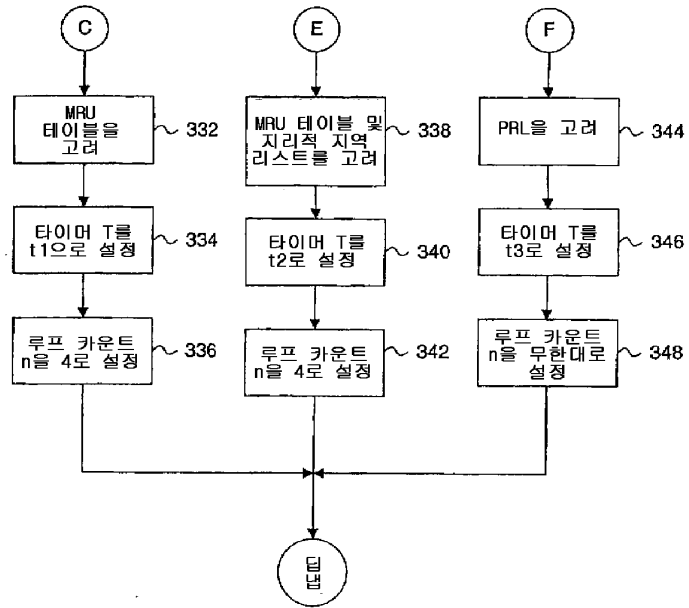 C
MRU
테이블을
고려
332
타이머 T를
t1으로 설정
334
루프 카운트
n을 4로 설정
336
E
MRU 테이블 및
지리적 지역
리스트를 고려
338
타이머 T를
t2로 설정
340
루프 카운트
n을 4로 설정
342
F
PRL을 고려
344
타이머 T를
t3로 설정
346
루프 카운트
n을 무한대로
설정
348
딥
냅